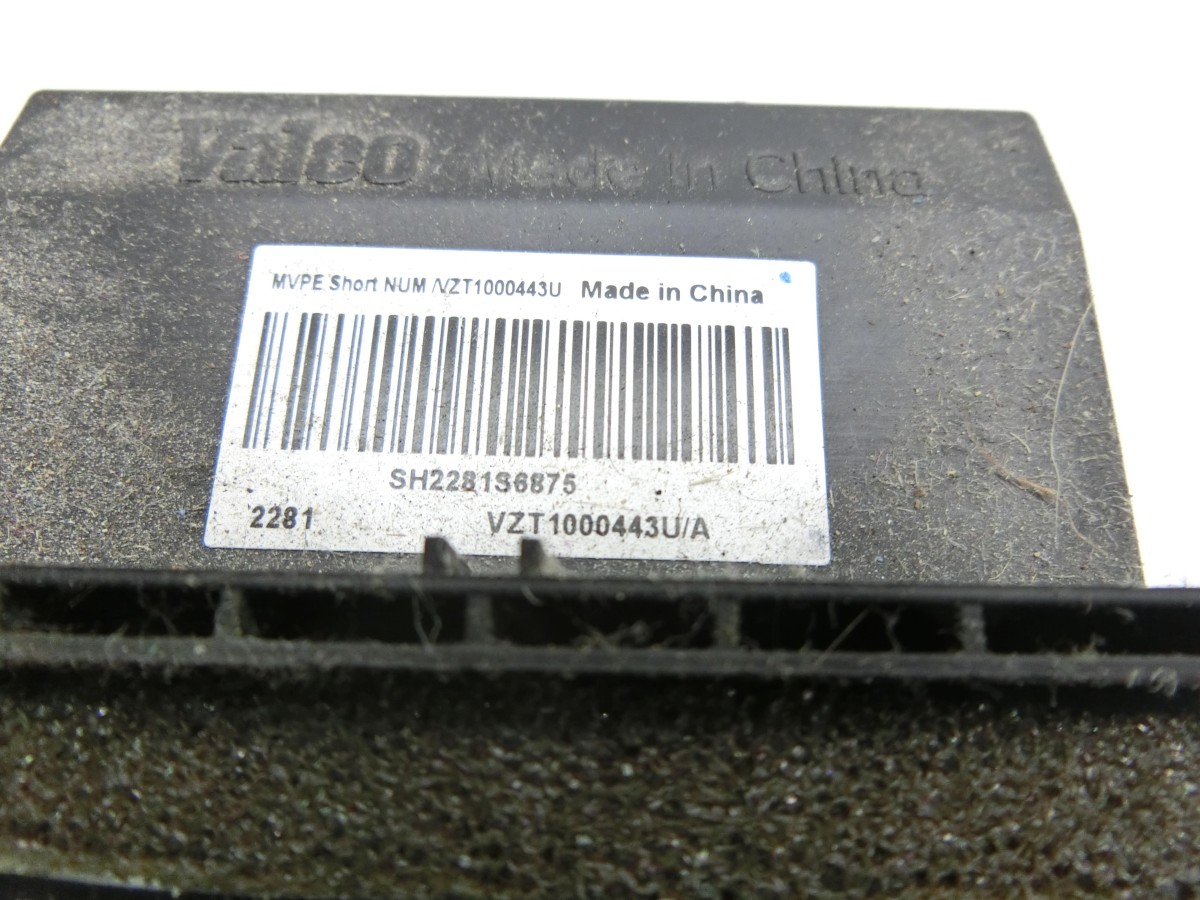 Valeo Made in China
MVPE Short NUM /VZT1000443U Made in China
SH2281S6875
2281 VZT1000443U/A